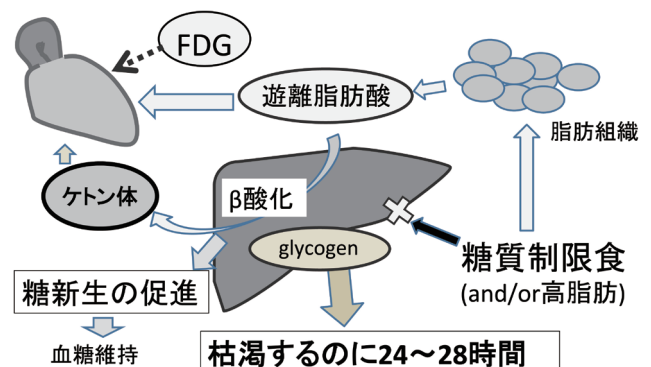 FDG
遊離脂肪酸
脂肪組織
ケトン体
β酸化
glycogen
糖質制限食
(and/or高脂肪)
糖新生の促進
血糖維持
枯渇するのに24～28時間